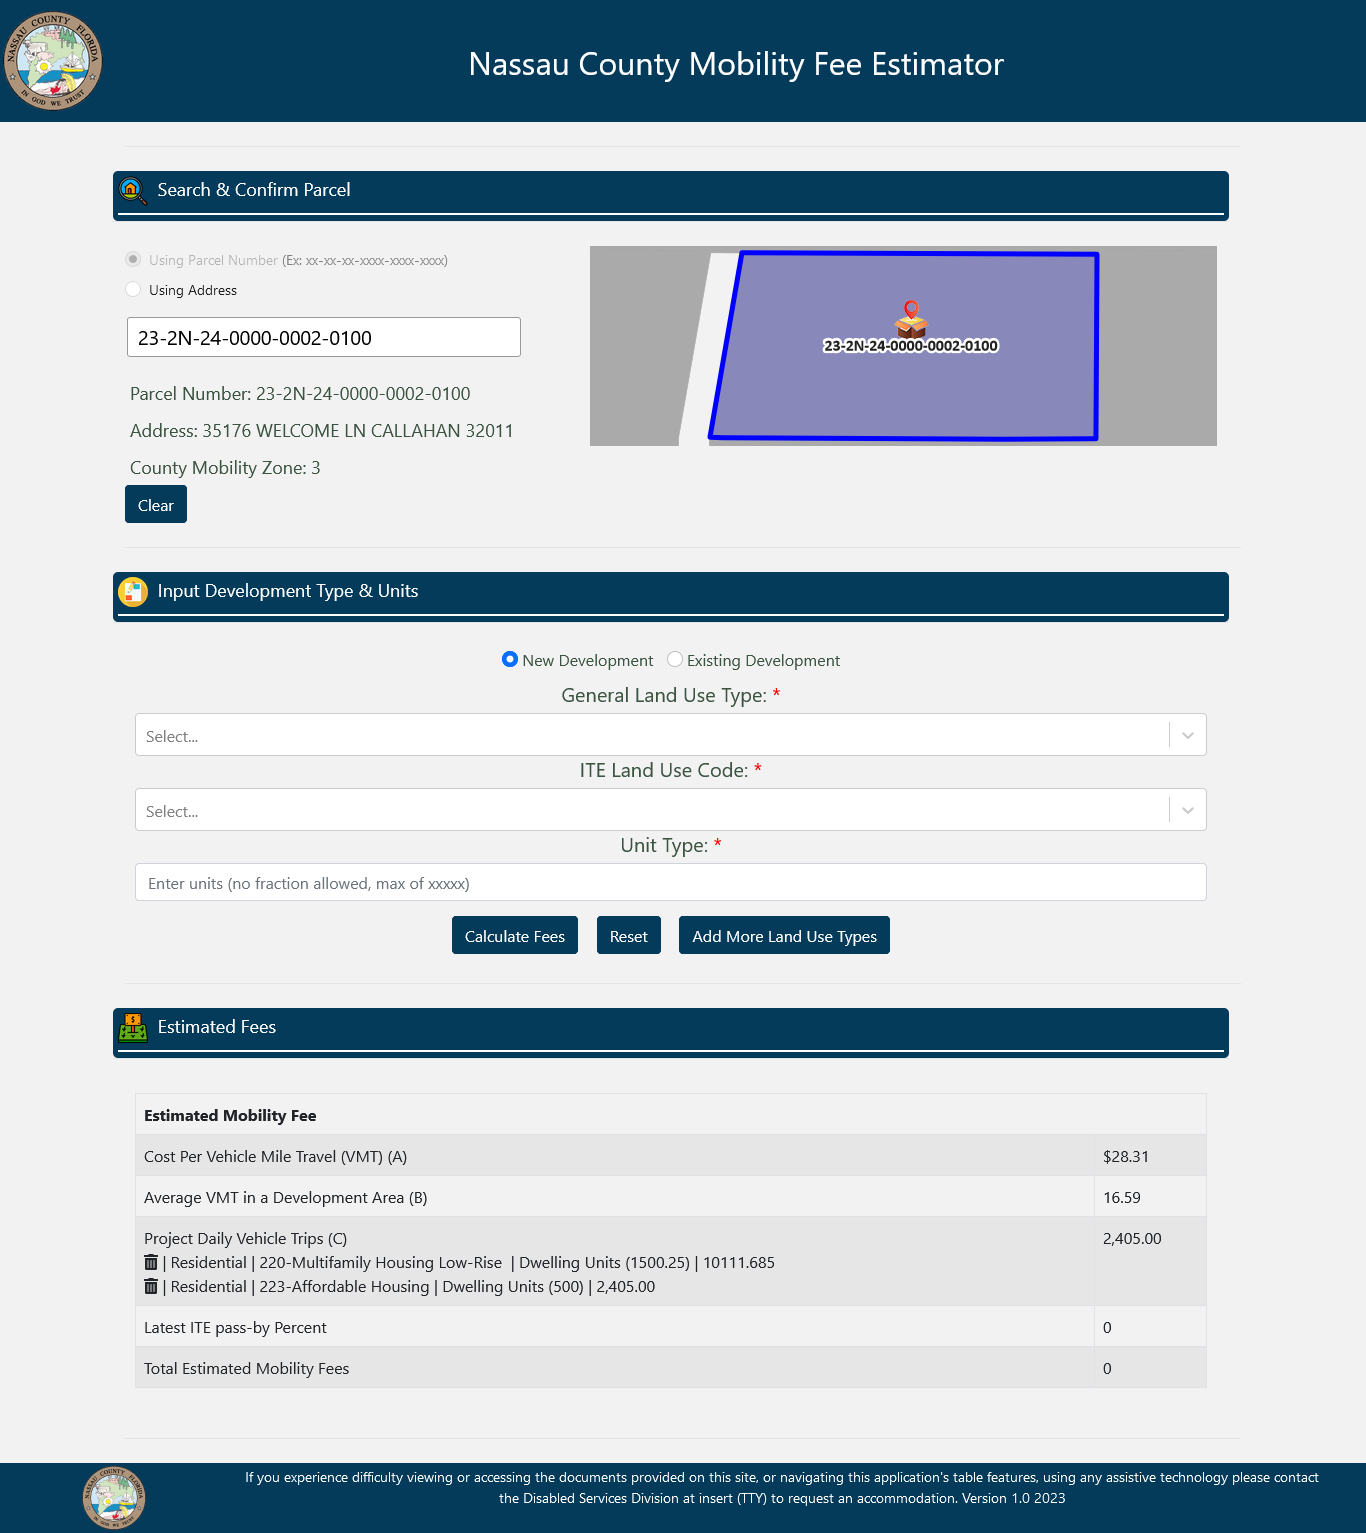 NASSAU COUNTY FLORIDA
IN GOD WE TRUST
Nassau County Mobility Fee Estimator
Search & Confirm Parcel
Using Parcel Number (Ex: xx-xx-xx-xxxx-xxxx-xxxx)
Using Address
23-2N-24-0000-0002-0100
Parcel Number: 23-2N-24-0000-0002-0100
Address: 35176 WELCOME LN CALLAHAN 32011
County Mobility Zone: 3
Clear
23-2N-24-0000-0002-0100
Input Development Type & Units
New Development Existing Development
General Land Use Type: *
Select...
ITE Land Use Code: *
Select...
Unit Type: *
Enter units (no fraction allowed, max of xxxxx)
Calculate Fees Reset Add More Land Use Types
Estimated Fees
Estimated Mobility Fee
Cost Per Vehicle Mile Travel (VMT) (A) $28.31
Average VMT in a Development Area (B) 16.59
Project Daily Vehicle Trips (C) 2,405.00
| Residential | 220-Multifamily Housing Low-Rise | Dwelling Units (1500.25) | 10111.685
| Residential | 223-Affordable Housing | Dwelling Units (500) | 2,405.00
Latest ITE pass-by Percent 0
Total Estimated Mobility Fees 0
NASSAU COUNTY FLORIDA
IN GOD WE TRUST
If you experience difficulty viewing or accessing the documents provided on this site, or navigating this application's table features, using any assistive technology please contact
the Disabled Services Division at insert (TTY) to request an accommodation. Version 1.0 2023